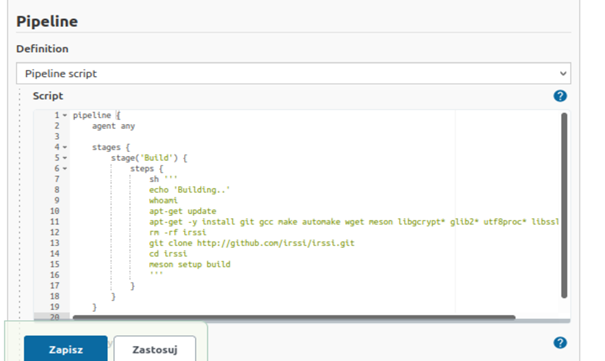 Pipeline
Definition
Pipeline script
Script
?
1 pipeline {
2 agent any
3
4 stages {
5 stage('Build') {
6 steps {
7 sh '''
8 echo 'Building..'
9 whoami
10 apt-get update
11 apt-get -y install git gcc make automake wget meson libgcrypt* glib2* utf8proc* libssl
12 rm -rf irssi
13 git clone http://github.com/irssi/irssi.git
14 cd irssi
15 meson setup build
16 '''
17 }
18 }
19 }
20
?
Zapisz
Zastosuj